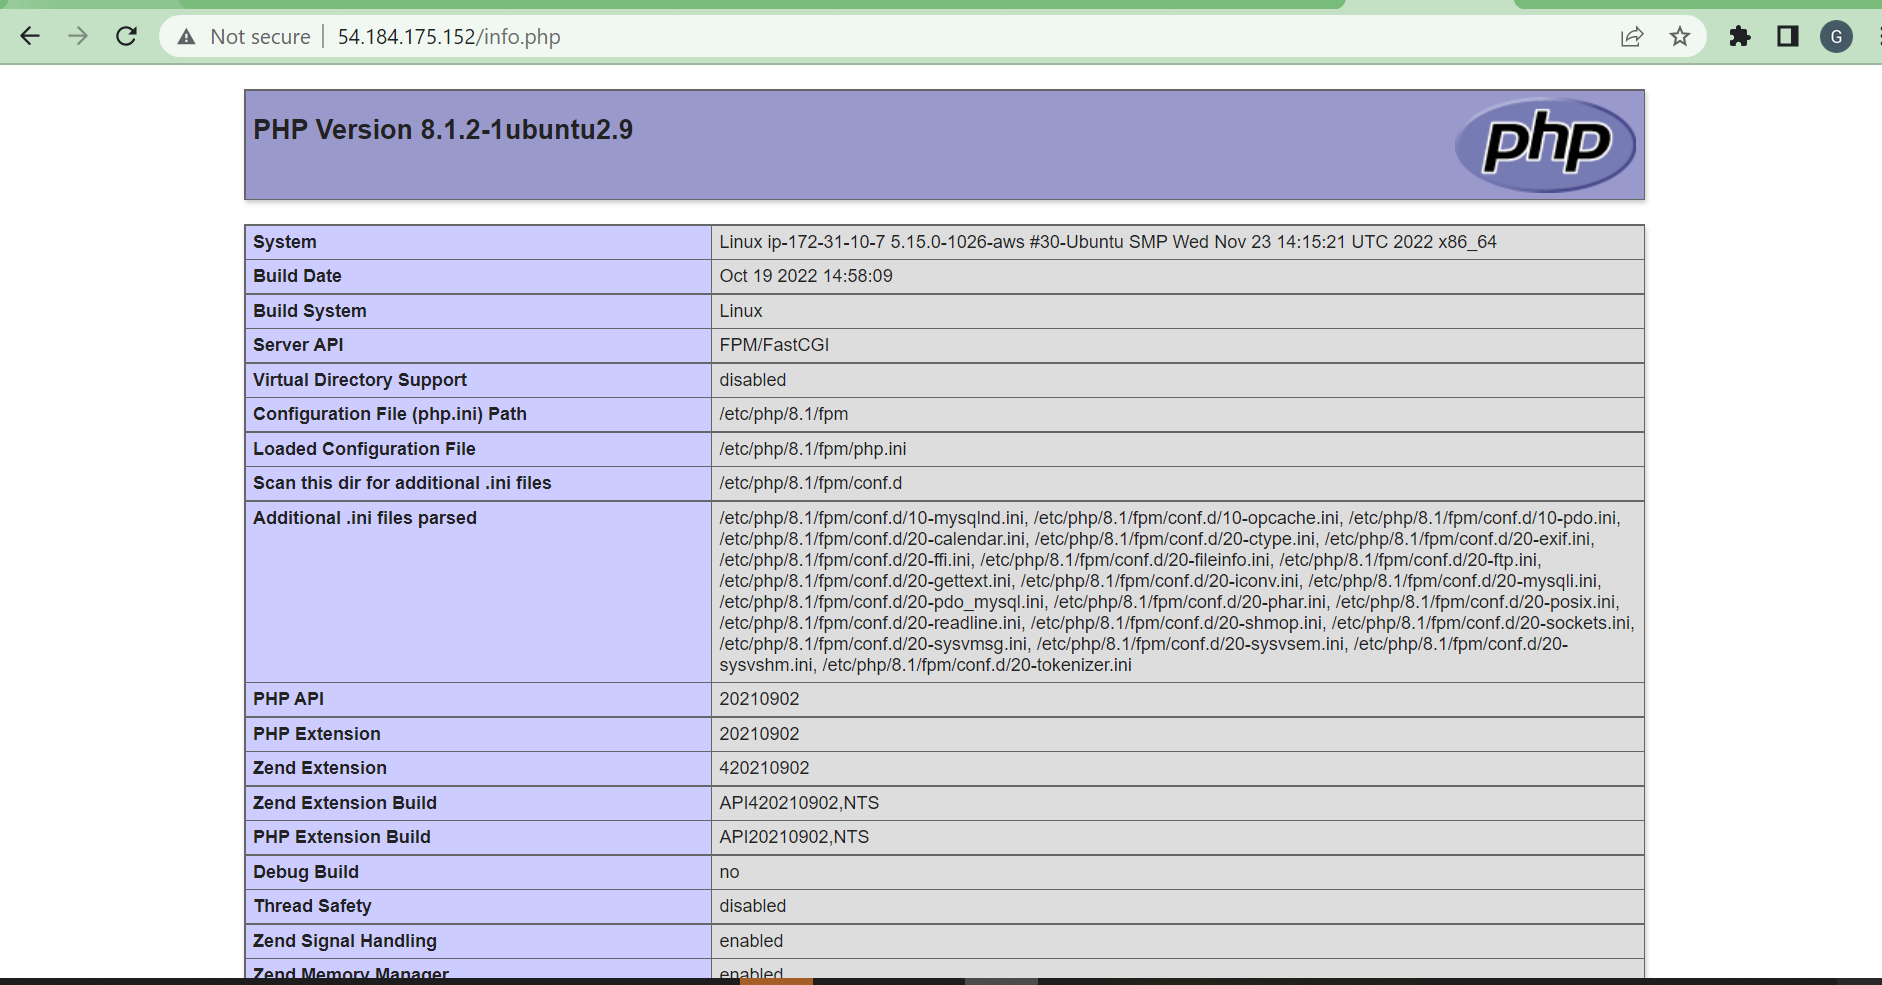 Not secure 54.184.175.152/info.php
G
PHP Version 8.1.2-1ubuntu2.9
php
System Linux ip-172-31-10-7 5.15.0-1026-aws #30-Ubuntu SMP Wed Nov 23 14:15:21 UTC 2022 x86_64
Build Date Oct 19 2022 14:58:09
Build System Linux
Server API FPM/FastCGI
Virtual Directory Support disabled
Configuration File (php.ini) Path /etc/php/8.1/fpm
Loaded Configuration File /etc/php/8.1/fpm/php.ini
Scan this dir for additional .ini files /etc/php/8.1/fpm/conf.d
Additional .ini files parsed /etc/php/8.1/fpm/conf.d/10-mysqlnd.ini, /etc/php/8.1/fpm/conf.d/10-opcache.ini, /etc/php/8.1/fpm/conf.d/10-pdo.ini,
/etc/php/8.1/fpm/conf.d/20-calendar.ini, /etc/php/8.1/fpm/conf.d/20-ctype.ini, /etc/php/8.1/fpm/conf.d/20-exif.ini,
/etc/php/8.1/fpm/conf.d/20-ffi.ini, /etc/php/8.1/fpm/conf.d/20-fileinfo.ini, /etc/php/8.1/fpm/conf.d/20-ftp.ini,
/etc/php/8.1/fpm/conf.d/20-gettext.ini, /etc/php/8.1/fpm/conf.d/20-iconv.ini, /etc/php/8.1/fpm/conf.d/20-mysqli.ini,
/etc/php/8.1/fpm/conf.d/20-pdo_mysql.ini, /etc/php/8.1/fpm/conf.d/20-phar.ini, /etc/php/8.1/fpm/conf.d/20-posix.ini,
/etc/php/8.1/fpm/conf.d/20-readline.ini, /etc/php/8.1/fpm/conf.d/20-shmop.ini, /etc/php/8.1/fpm/conf.d/20-sockets.ini,
/etc/php/8.1/fpm/conf.d/20-sysvmsg.ini, /etc/php/8.1/fpm/conf.d/20-sysvsem.ini, /etc/php/8.1/fpm/conf.d/20-
sysvshm.ini, /etc/php/8.1/fpm/conf.d/20-tokenizer.ini
PHP API 20210902
PHP Extension 20210902
Zend Extension 420210902
Zend Extension Build API420210902,NTS
PHP Extension Build API20210902,NTS
Debug Build no
Thread Safety disabled
Zend Signal Handling enabled
Zend Memory Manager enabled